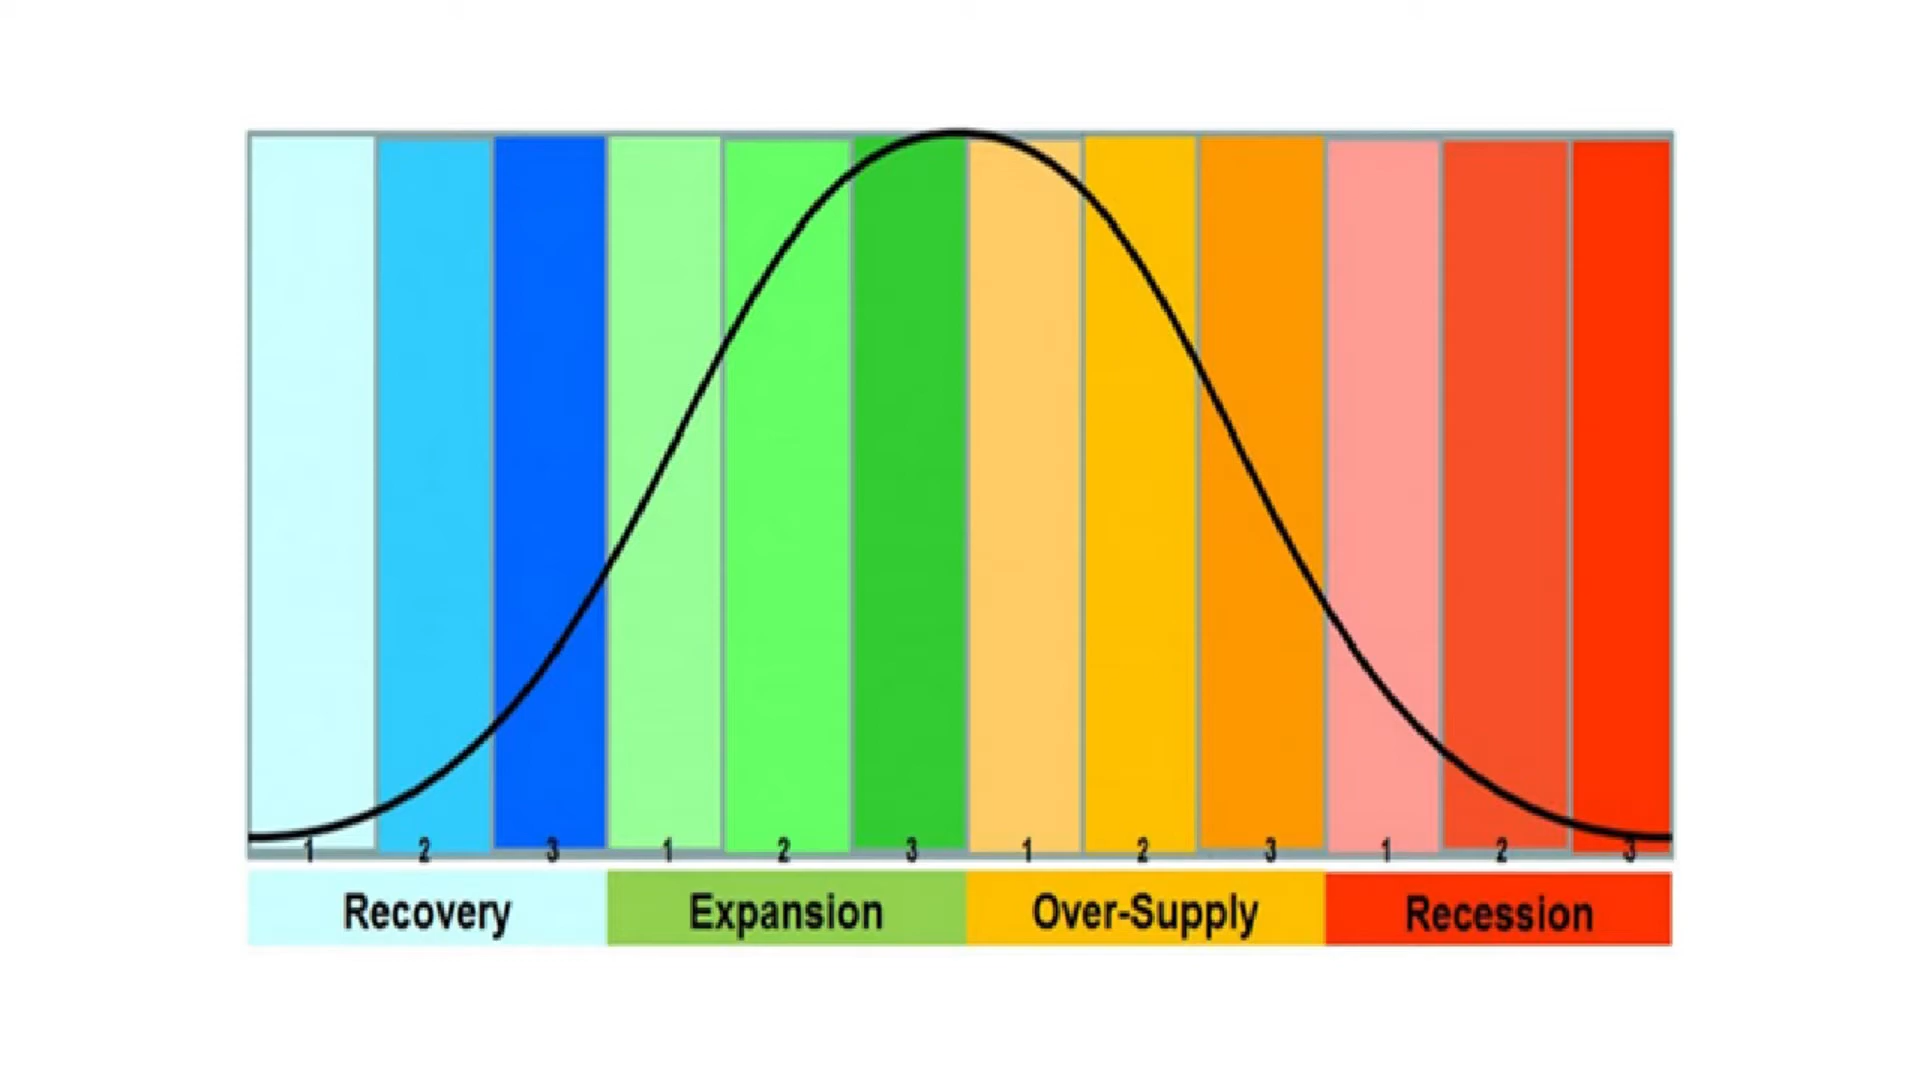 1 2 3 1 2 3 1 2 3 1 2 3
Recovery Expansion Over-Supply Recession